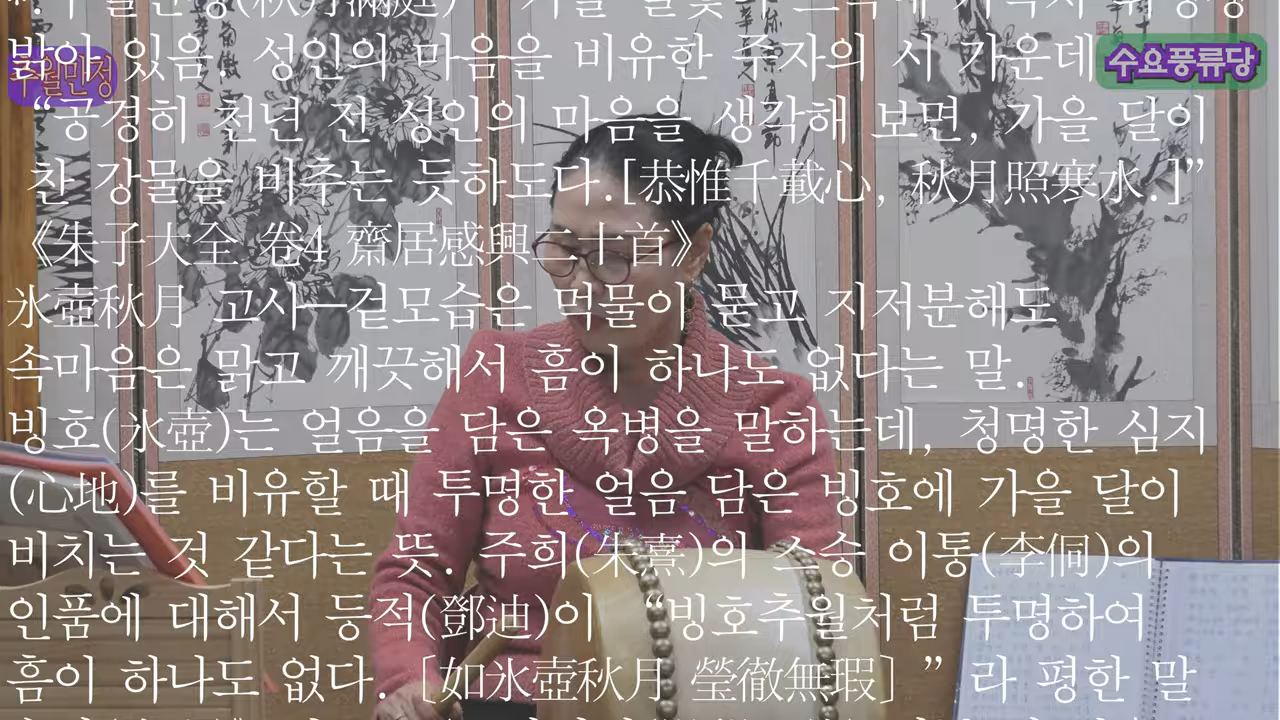 추월만정
수요풍류당
밝아 있음. 성인의 마음을 비유한 주자의 시 가운데
“공경히 천년 전 성인의 마음을 생각해 보면, 가을 달이
찬 강물을 비추는 듯하도다.[恭惟千載心, 秋月照寒水.]”
《朱子大全 卷4 齋居感興二十首》
氷壺秋月 고사—겉모습은 먹물이 묻고 지저분해도
속마음은 맑고 깨끗해서 흠이 하나도 없다는 말.
빙호(氷壺)는 얼음을 담은 옥병을 말하는데, 청명한 심지
(心地)를 비유할 때 투명한 얼음 담은 빙호에 가을 달이
비치는 것 같다는 뜻. 주희(朱熹)의 스승 이통(李侗)의
인품에 대해서 등적(鄧迪)이 “빙호추월처럼 투명하여
흠이 하나도 없다. [如氷壺秋月 瑩徹無瑕] ”라 평한 말